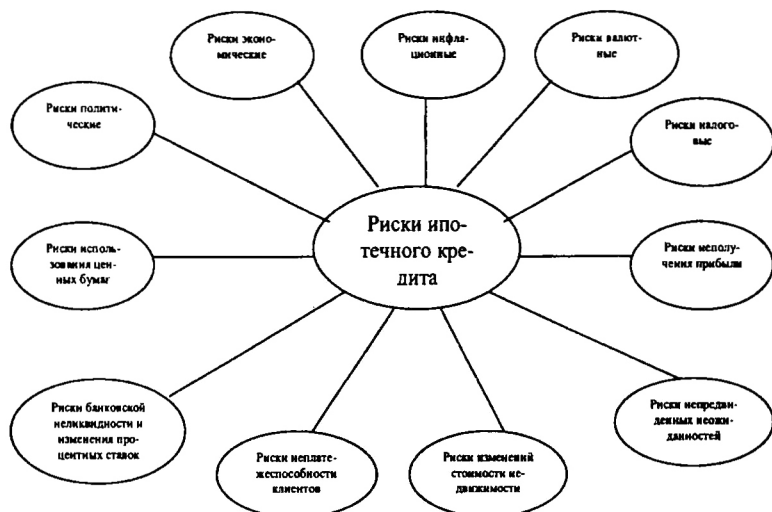 Риски эконо-
мические
Риски инфля-
ционные
Риски валют-
ные
Риски полити-
ческие
Риски налого-
вые
Риски ипо-
течного кре-
дита
Риски исполь-
зования цен-
ных бумаг
Риски неполу-
чения прибыли
Риски банковской
неликвидности и
изменения про-
центных ставок
Риски неплате-
жеспособности
клиентов
Риски изменений
стоимости не-
движимости
Риски непредви-
денных неожи-
данностей